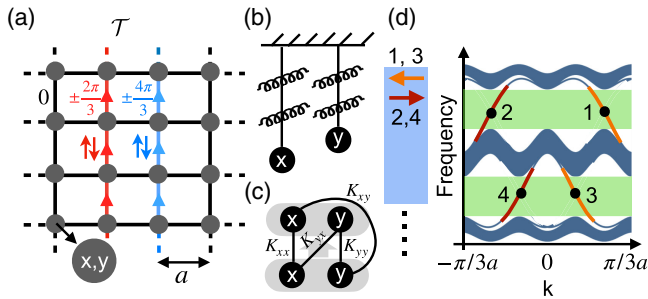 (a)
𝒯
0
±2π/3
±4π/3
x,y
a
(b)
x
y
(c)
K_xy
x
y
K_xx
K_yx
K_yy
x
y
1, 3
2,4
(d)
Frequency
2
1
4
3
−π/3a
0
π/3a
k